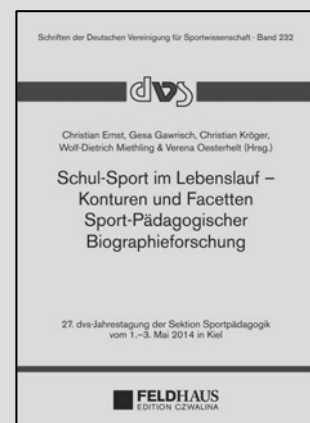 Schriften der Deutschen Vereinigung für Sportwissenschaft · Band 232
dvs
Christian Ernst, Gesa Gawrisch, Christian Kröger,
Wolf-Dietrich Miethling & Verena Oesterhelt (Hrsg.)
Schul-Sport im Lebenslauf –
Konturen und Facetten
Sport-Pädagogischer
Biographieforschung
27. dvs-Jahrestagung der Sektion Sportpädagogik
vom 1.–3. Mai 2014 in Kiel
FELDHAUS
EDITION CZWALINA